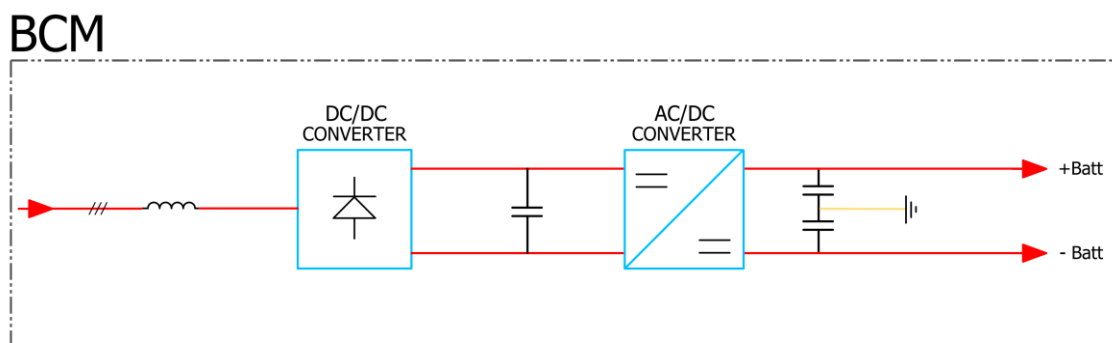 BCM
DC/DC
CONVERTER
AC/DC
CONVERTER
+Batt
- Batt